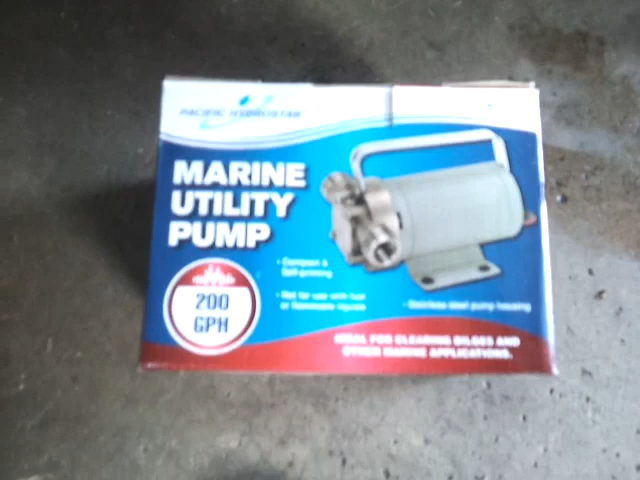 PACIFIC HYDROSTAR
MARINE
UTILITY
PUMP
• Compact &
Self-priming
200
GPH
• Not for use with fuel
or flammable liquids
• Stainless steel pump housing
IDEAL FOR CLEARING BILGES AND
OTHER MARINE APPLICATIONS.